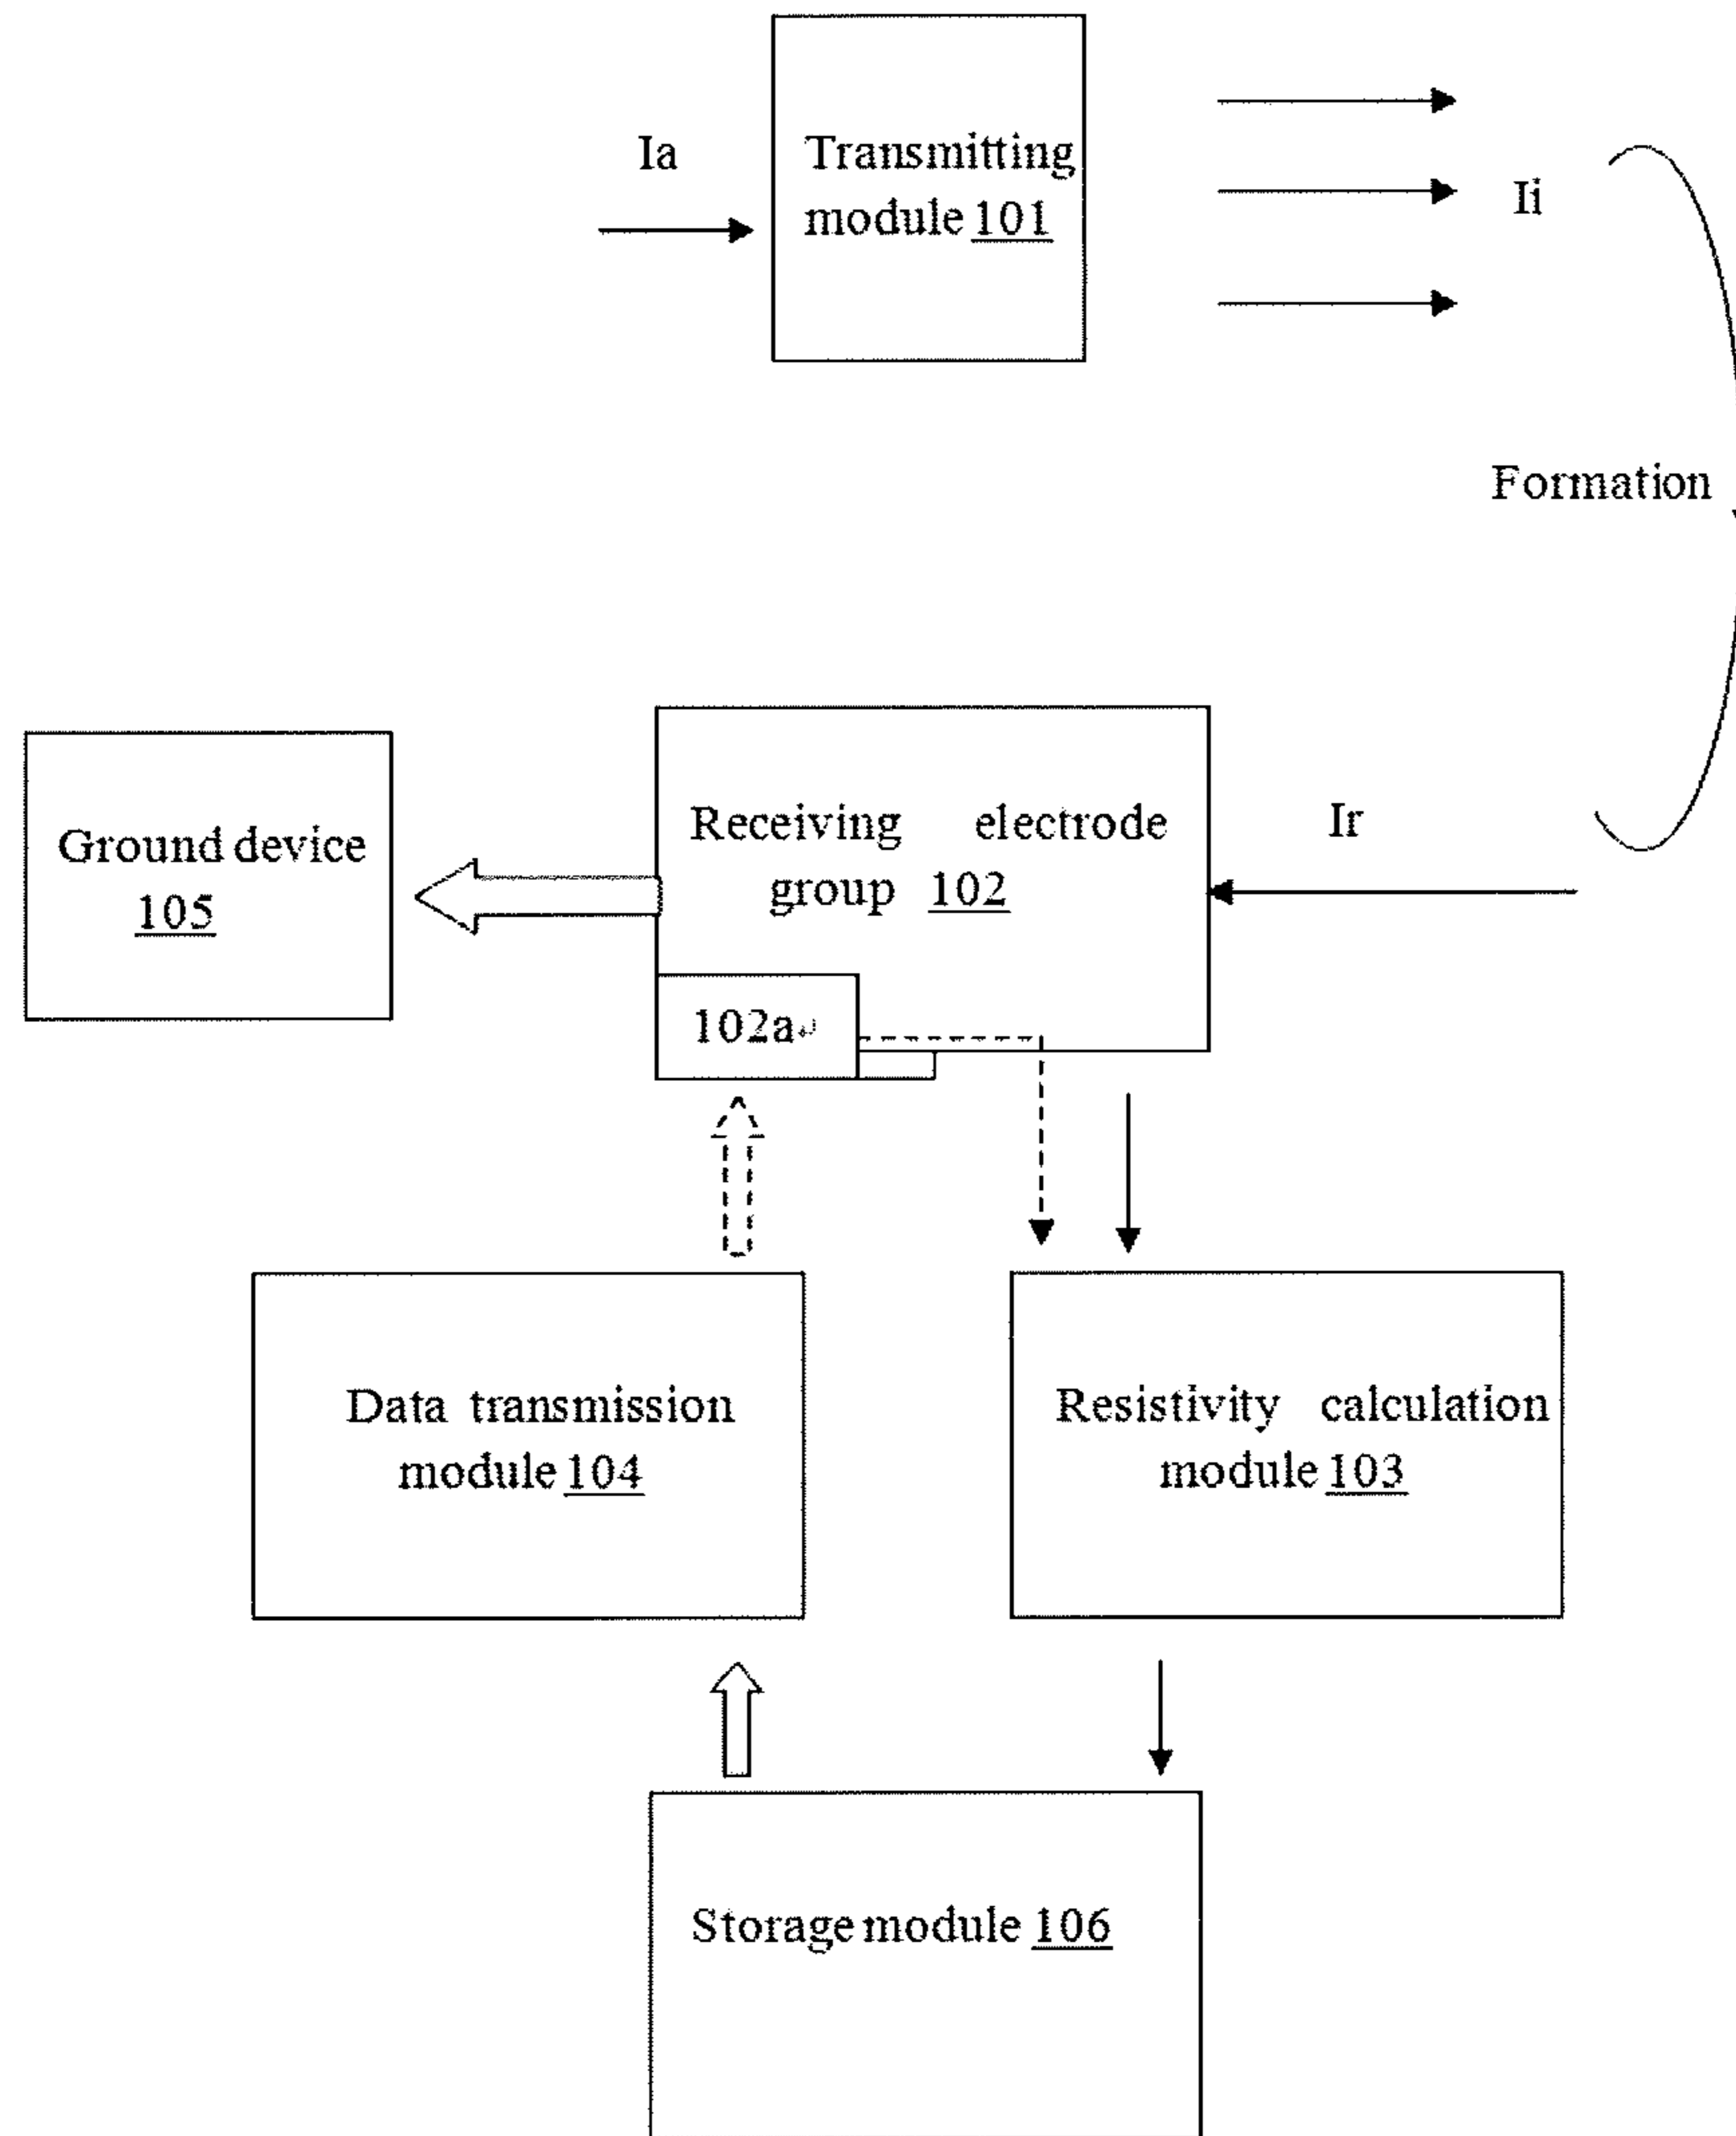 Ia
Transmitting
module 101
Ii
Formation
Ground device
105
Receiving electrode
group 102
Ir
102a↵
Data transmission
module 104
Resistivity calculation
module 103
Storage module 106